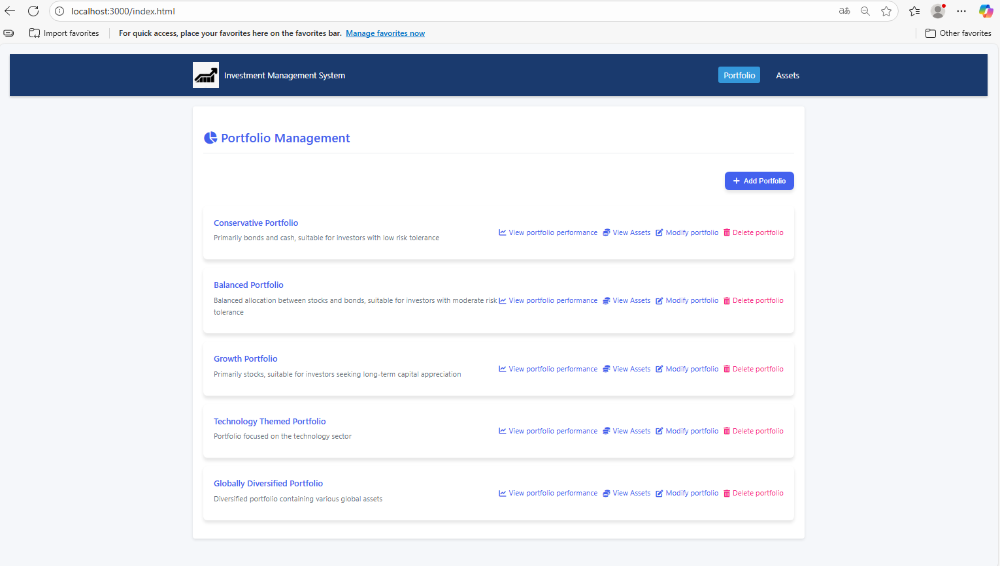 localhost:3000/index.html
Import favorites For quick access, place your favorites here on the favorites bar. Manage favorites now Other favorites
Investment Management System Portfolio Assets
Portfolio Management
Add Portfolio
Conservative Portfolio
Primarily bonds and cash, suitable for investors with low risk tolerance
View portfolio performance View Assets Modify portfolio Delete portfolio
Balanced Portfolio
Balanced allocation between stocks and bonds, suitable for investors with moderate risk
tolerance
View portfolio performance View Assets Modify portfolio Delete portfolio
Growth Portfolio
Primarily stocks, suitable for investors seeking long-term capital appreciation
View portfolio performance View Assets Modify portfolio Delete portfolio
Technology Themed Portfolio
Portfolio focused on the technology sector
View portfolio performance View Assets Modify portfolio Delete portfolio
Globally Diversified Portfolio
Diversified portfolio containing various global assets
View portfolio performance View Assets Modify portfolio Delete portfolio